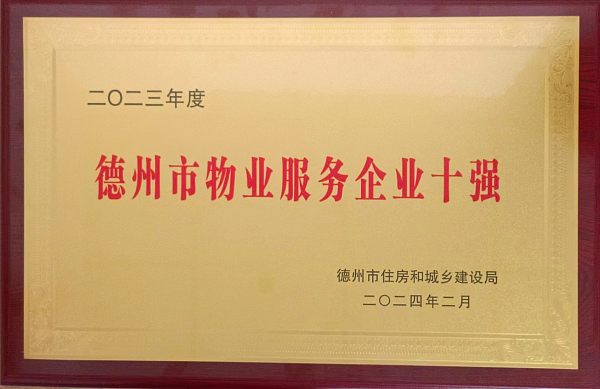 二〇二三年度
德州市物业服务企业十强
德州市住房和城乡建设局
二〇二四年二月